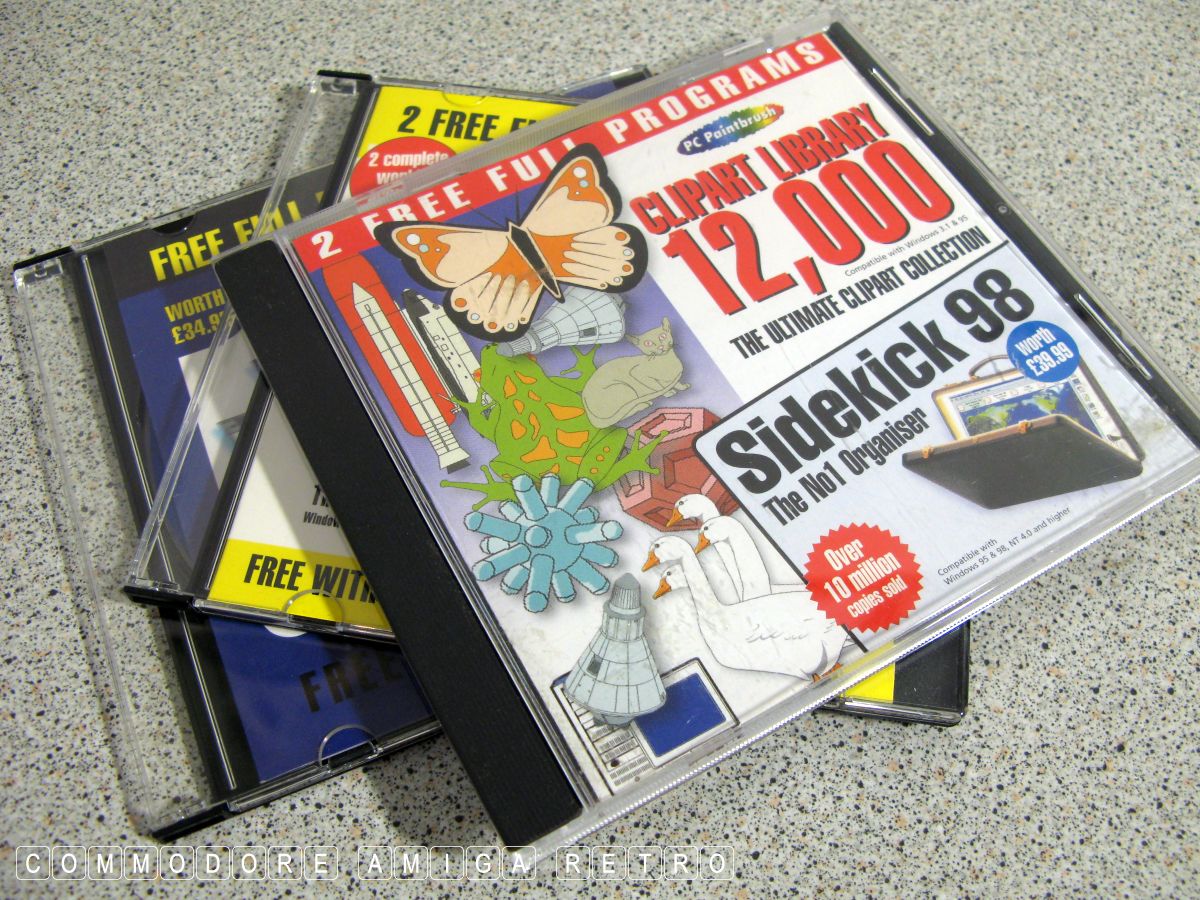 2 FREE FULL PROGRAMS
PC Paintbrush
CLIPART LIBRARY
12,000
Compatible with Windows 3.1 & 95
THE ULTIMATE CLIPART COLLECTION
Sidekick 98
The No1 Organiser
Worth
£39.99
Over
10 million
copies sold
Compatible with
Windows 95 & 98, NT 4.0 and higher
2 FREE
2 complete
FREE
WORTH
£34.9
FREE WITH
FREE
COMMODORE AMIGA RETRO